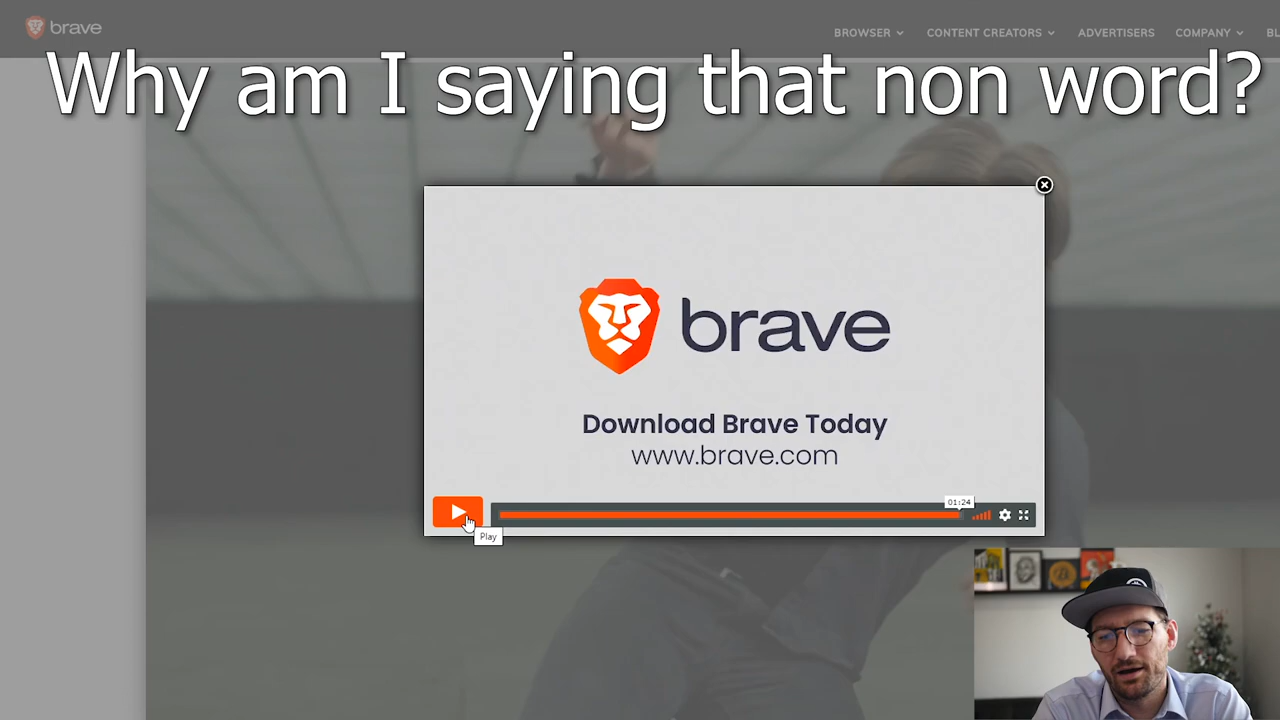 brave
BROWSER CONTENT CREATORS ADVERTISERS COMPANY BL
Why am I saying that non word?
brave
Download Brave Today
www.brave.com
01:24
Play